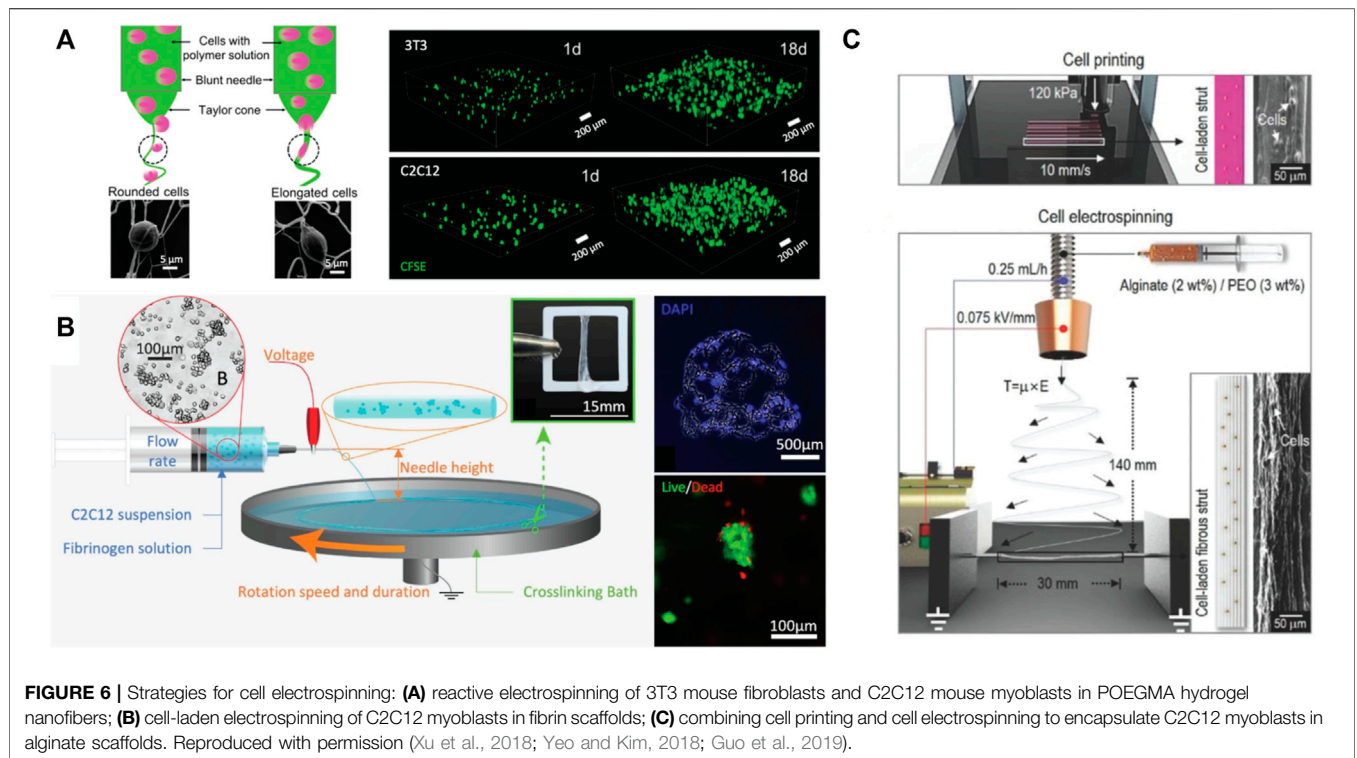 A
Cells with
polymer solution
Blunt needle
Taylor cone
Rounded cells
Elongated cells
5 µm
5 µm
3T3
1d
18d
200 µm
200 µm
C2C12
1d
18d
200 µm
200 µm
CFSE
B
100µm
B
Voltage
Flow
rate
Needle height
15mm
C2C12 suspension
Fibrinogen solution
Rotation speed and duration
Crosslinking Bath
DAPI
500µm
Live/Dead
100µm
C
Cell printing
120 kPa
10 mm/s
Cell-laden strut
Cells
50 µm
Cell electrospinning
0.25 mL/h
Alginate (2 wt%) / PEO (3 wt%)
0.075 kV/mm
T=µ×E
140 mm
30 mm
Cell-laden fibrous strut
Cells
50 µm
FIGURE 6 | Strategies for cell electrospinning: (A) reactive electrospinning of 3T3 mouse fibroblasts and C2C12 mouse myoblasts in POEGMA hydrogel
nanofibers; (B) cell-laden electrospinning of C2C12 myoblasts in fibrin scaffolds; (C) combining cell printing and cell electrospinning to encapsulate C2C12 myoblasts in
alginate scaffolds. Reproduced with permission (Xu et al., 2018; Yeo and Kim, 2018; Guo et al., 2019).